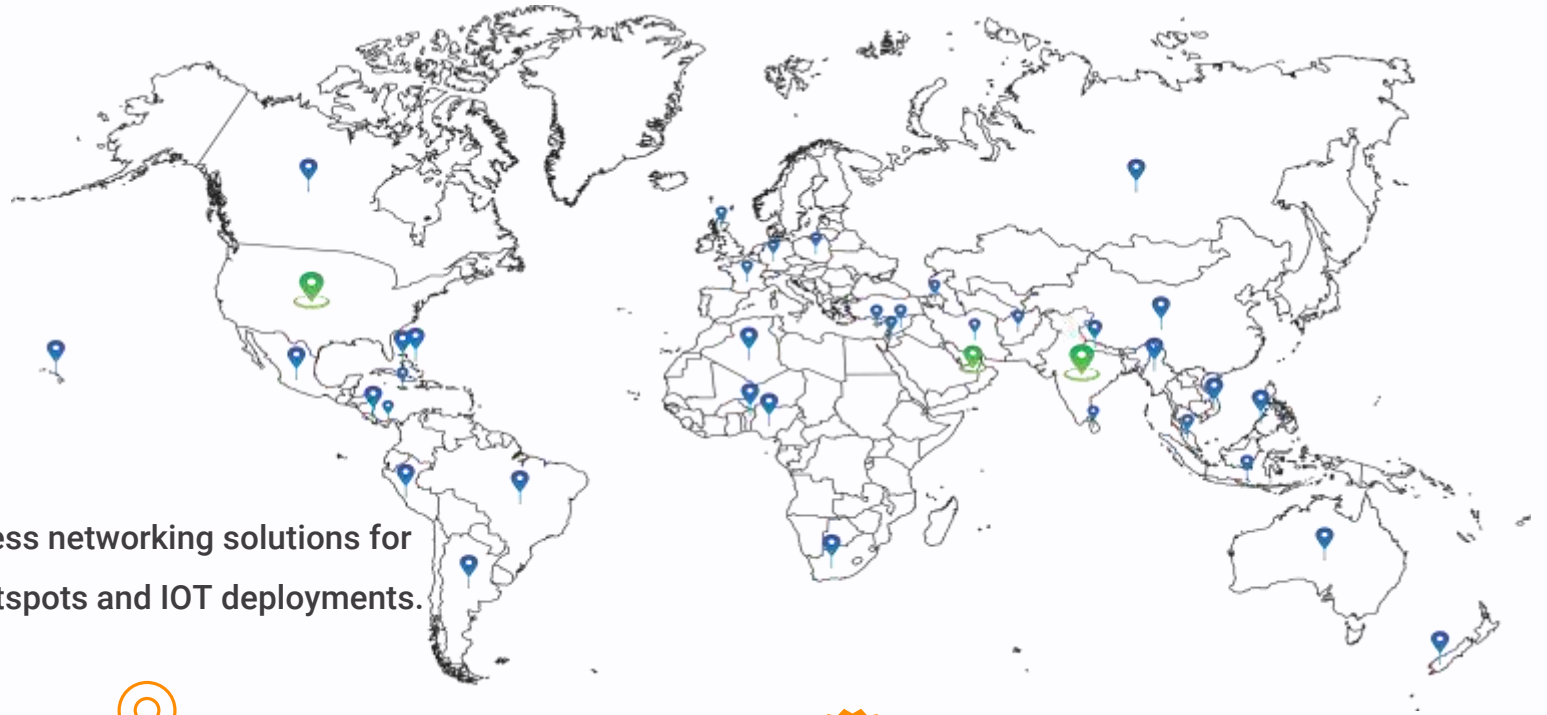 ess networking solutions for
tspots and IOT deployments.